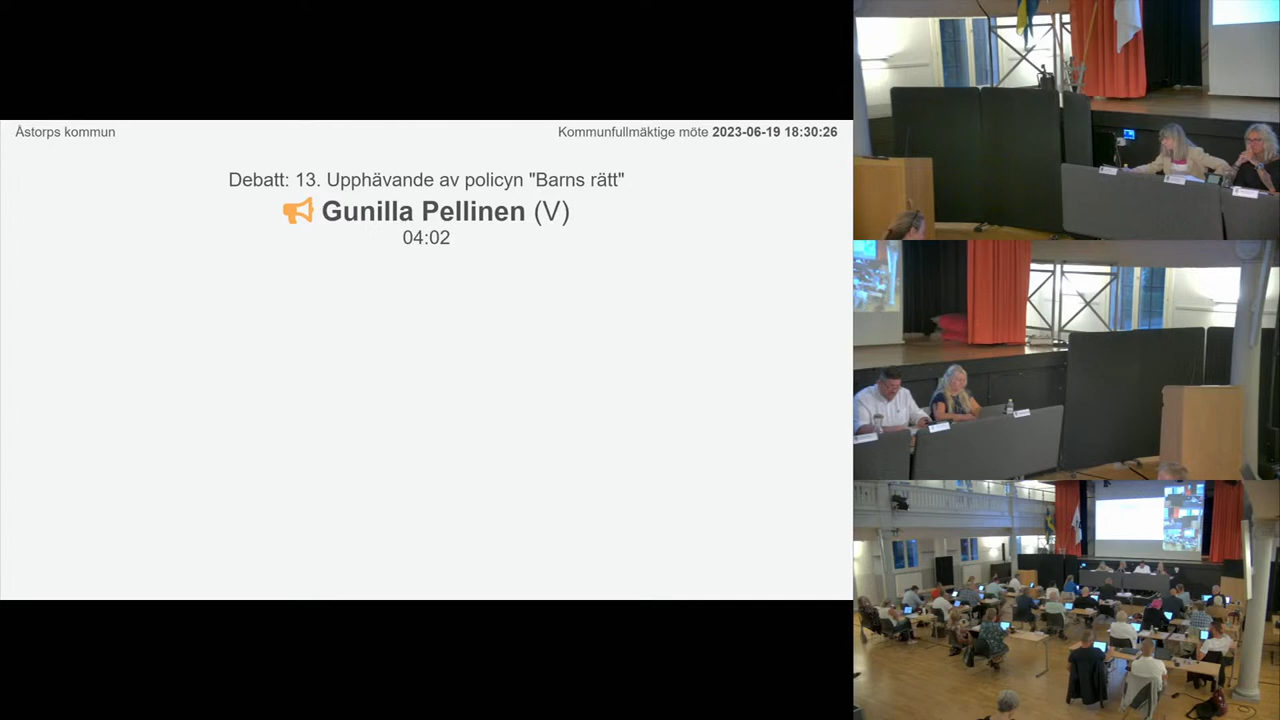 Åstorps kommun
Kommunfullmäktige möte 2023-06-19 18:30:26
Debatt: 13. Upphävande av policyn "Barns rätt"
Gunilla Pellinen (V)
04:02